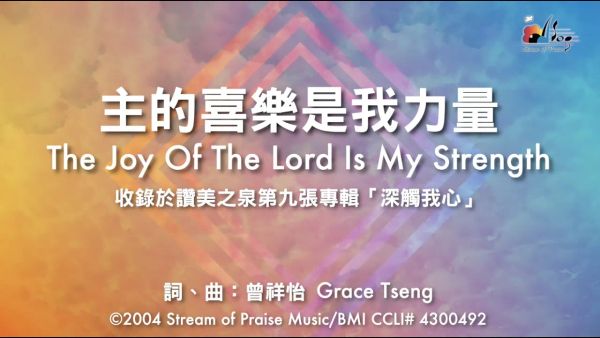 主的喜樂是我力量
The Joy Of The Lord Is My Strength
收錄於讚美之泉第九張專輯「深觸我心」
詞、曲：曾祥怡 Grace Tseng
©2004 Stream of Praise Music/BMI CCLI# 4300492